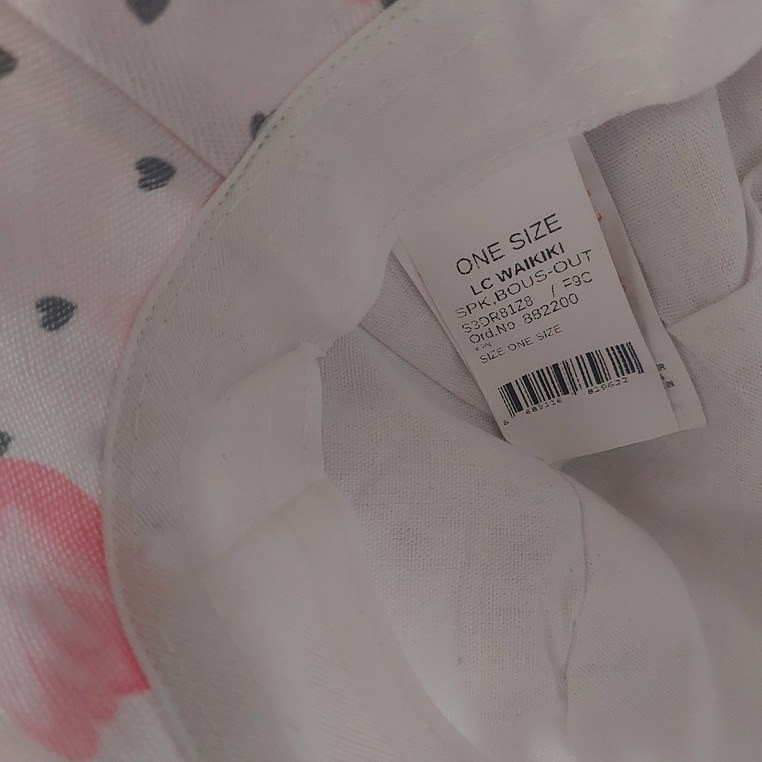 ONE SIZE
LC WAIKIKI
SPK,BOUS-OUT
S3DR81Z8 / F9C
Ord.No 882200
SIZE ONE SIZE